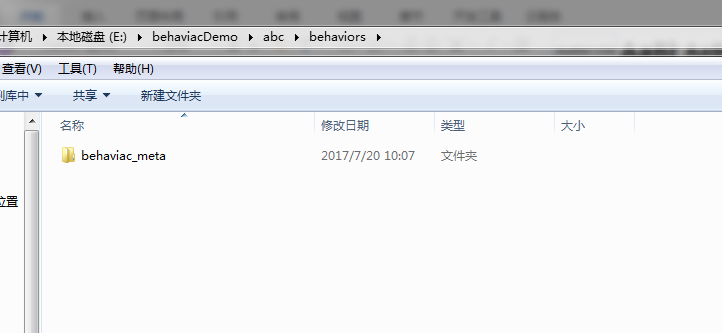 计算机 ▸ 本地磁盘 (E:) ▸ behaviacDemo ▸ abc ▸ behaviors ▸
查看(V) 工具(T) 帮助(H)
库中 共享 新建文件夹
名称 修改日期 类型 大小
behaviac_meta 2017/7/20 10:07 文件夹
位置